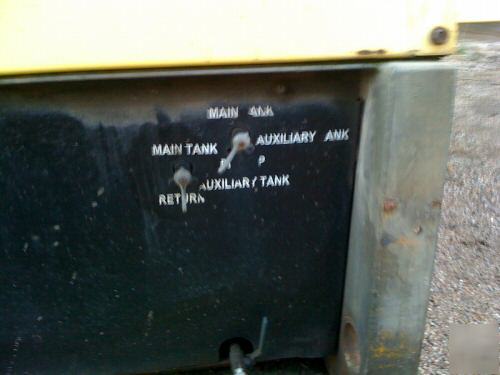 MAIN ANK
AUXILIARY ANK
MAIN TANK
P
AUXILIARY TANK
RETURN